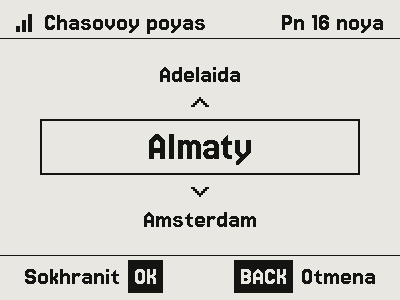 Chasovoy poyas Pn 16 noya
Adelaida
Almaty
Amsterdam
Sokhranit OK BACK Otmena